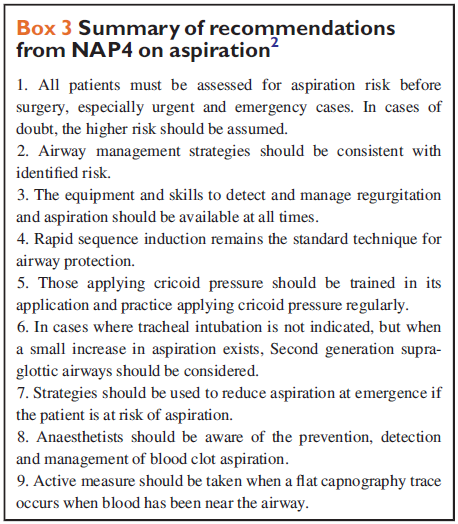 Box 3 Summary of recommendations
from NAP4 on aspiration2
1. All patients must be assessed for aspiration risk before
surgery, especially urgent and emergency cases. In cases of
doubt, the higher risk should be assumed.
2. Airway management strategies should be consistent with
identified risk.
3. The equipment and skills to detect and manage regurgitation
and aspiration should be available at all times.
4. Rapid sequence induction remains the standard technique for
airway protection.
5. Those applying cricoid pressure should be trained in its
application and practice applying cricoid pressure regularly.
6. In cases where tracheal intubation is not indicated, but when
a small increase in aspiration exists, Second generation supra-
glottic airways should be considered.
7. Strategies should be used to reduce aspiration at emergence if
the patient is at risk of aspiration.
8. Anaesthetists should be aware of the prevention, detection
and management of blood clot aspiration.
9. Active measure should be taken when a flat capnography trace
occurs when blood has been near the airway.